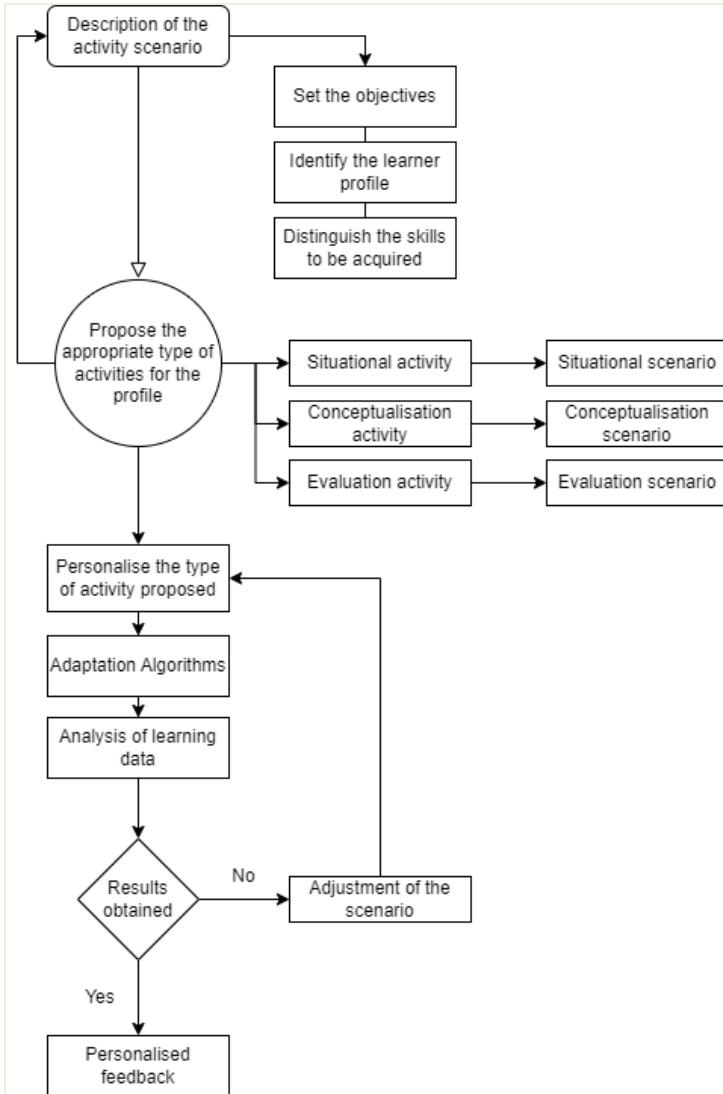 Description of the
activity scenario
Set the objectives
Identify the learner
profile
Distinguish the skills
to be acquired
Propose the
appropriate type of
activities for the
profile
Situational activity
Situational scenario
Conceptualisation
activity
Conceptualisation
scenario
Evaluation activity
Evaluation scenario
Personalise the type
of activity proposed
Adaptation Algorithms
Analysis of learning
data
Results
obtained
No
Adjustment of the
scenario
Yes
Personalised
feedback